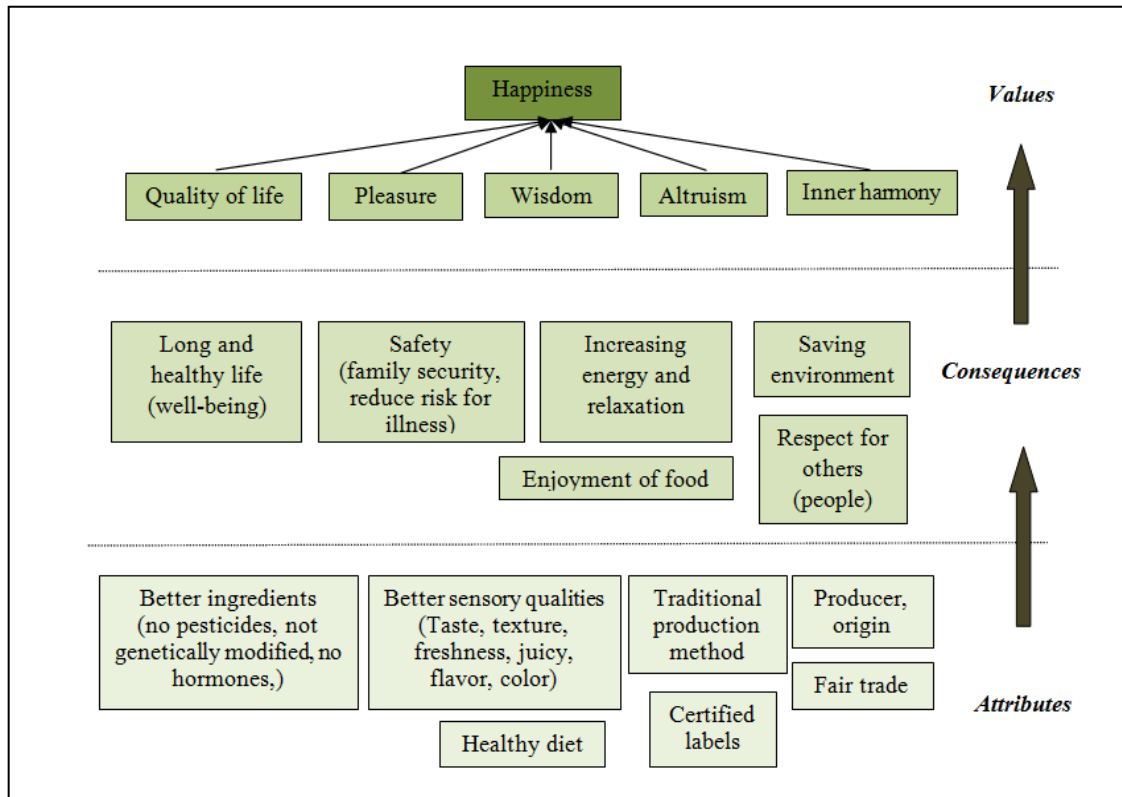 Happiness
Values
Quality of life
Pleasure
Wisdom
Altruism
Inner harmony
Long and
healthy life
(well-being)
Safety
(family security,
reduce risk for
illness)
Increasing
energy and
relaxation
Saving
environment
Consequences
Enjoyment of food
Respect for
others
(people)
Better ingredients
(no pesticides, not
genetically modified, no
hormones,)
Better sensory qualities
(Taste, texture,
freshness, juicy,
flavor, color)
Traditional
production
method
Producer,
origin
Fair trade
Attributes
Healthy diet
Certified
labels